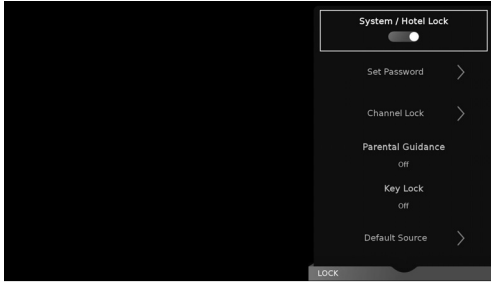 System / Hotel Lock
Set Password
Channel Lock
Parental Guidance
Off
Key Lock
Off
Default Source
LOCK